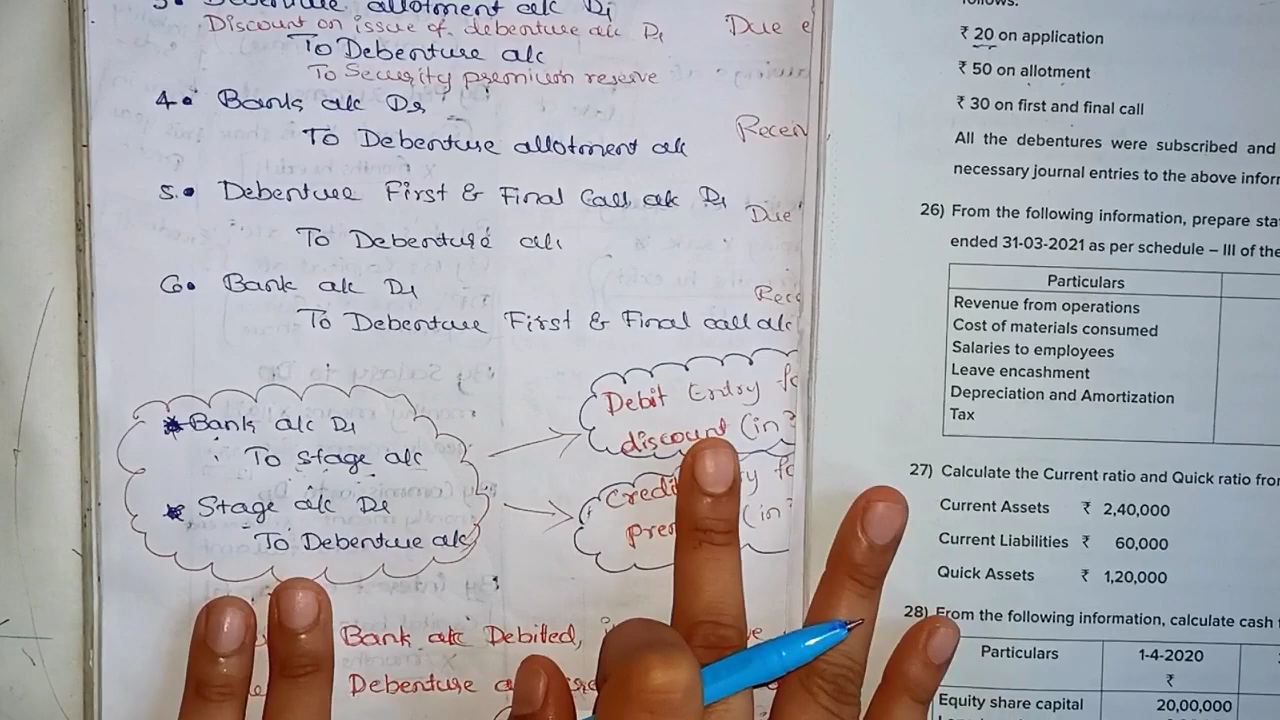 3. Debenture allotment a/c Dr
Discount on issue of debenture a/c Dr Due
To Debenture a/c
To Security premium reserve
4. Bank a/c Dr
To Debenture allotment a/c Receiv
5. Debenture First & Final Call a/c Dr Due
To Debenture a/c
6. Bank a/c Dr
To Debenture First & Final call a/c
Bank a/c Dr
To stage a/c
Stage a/c Dr
To Debenture a/c
Debit Entry
discount (in
Credit
(in
Bank a/c Debited,
Debenture
follows:
₹ 20 on application
₹ 50 on allotment
₹ 30 on first and final call
All the debentures were subscribed and
necessary journal entries to the above
26) From the following information, prepare
ended 31-03-2021 as per schedule – III of the
Particulars
Revenue from operations
Cost of materials consumed
Salaries to employees
Leave encashment
Depreciation and Amortization
Tax
27) Calculate the Current ratio and Quick ratio
Current Assets ₹ 2,40,000
Current Liabilities ₹ 60,000
Quick Assets ₹ 1,20,000
28) From the following information, calculate cash
Particulars 1-4-2020
₹
Equity share capital 20,00,000